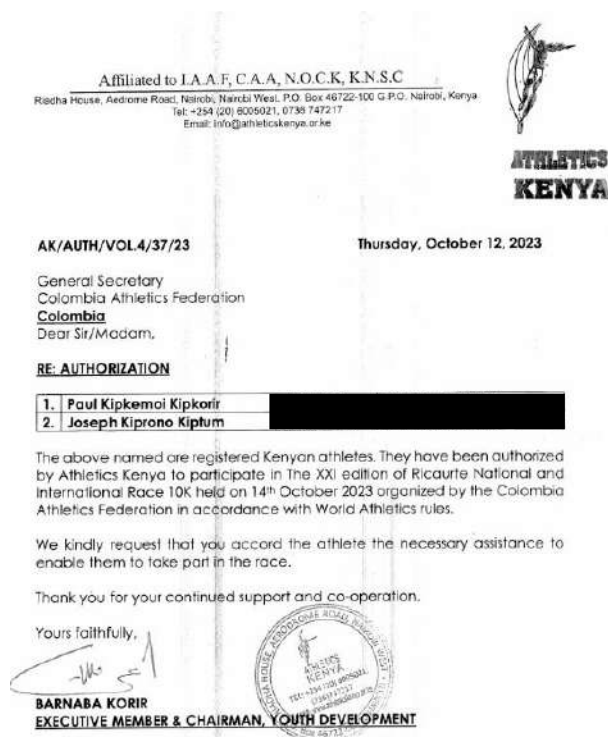 Affiliated to I.A.A.F, C.A.A, N.O.C.K, K.N.S.C
Riadha House, Aedrome Road, Nairobi, Nairobi West. P.O. Box 46722-100 G.P.O. Nairobi, Kenya
Tel: +254 (20) 6005021, 0738 747217
Email: info@athleticskenya.or.ke
ATHLETICS
KENYA
AK/AUTH/VOL.4/37/23
Thursday, October 12, 2023
General Secretary
Colombia Athletics Federation
Colombia
Dear Sir/Madam,
RE: AUTHORIZATION
1. Paul Kipkemoi Kipkorir
2. Joseph Kiprono Kiptum
The above named are registered Kenyan athletes. They have been authorized
by Athletics Kenya to participate in The XXI edition of Ricaurte National and
International Race 10K held on 14th October 2023 organized by the Colombia
Athletics Federation in accordance with World Athletics rules.
We kindly request that you accord the athlete the necessary assistance to
enable them to take part in the race.
Thank you for your continued support and co-operation.
Yours faithfully,
ATHLETICS
KENYA
BARNABA KORIR
EXECUTIVE MEMBER & CHAIRMAN, YOUTH DEVELOPMENT